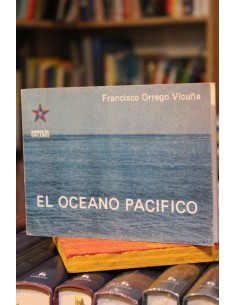 Francisco Orrego Vicuña
EL OCEANO PACIFICO